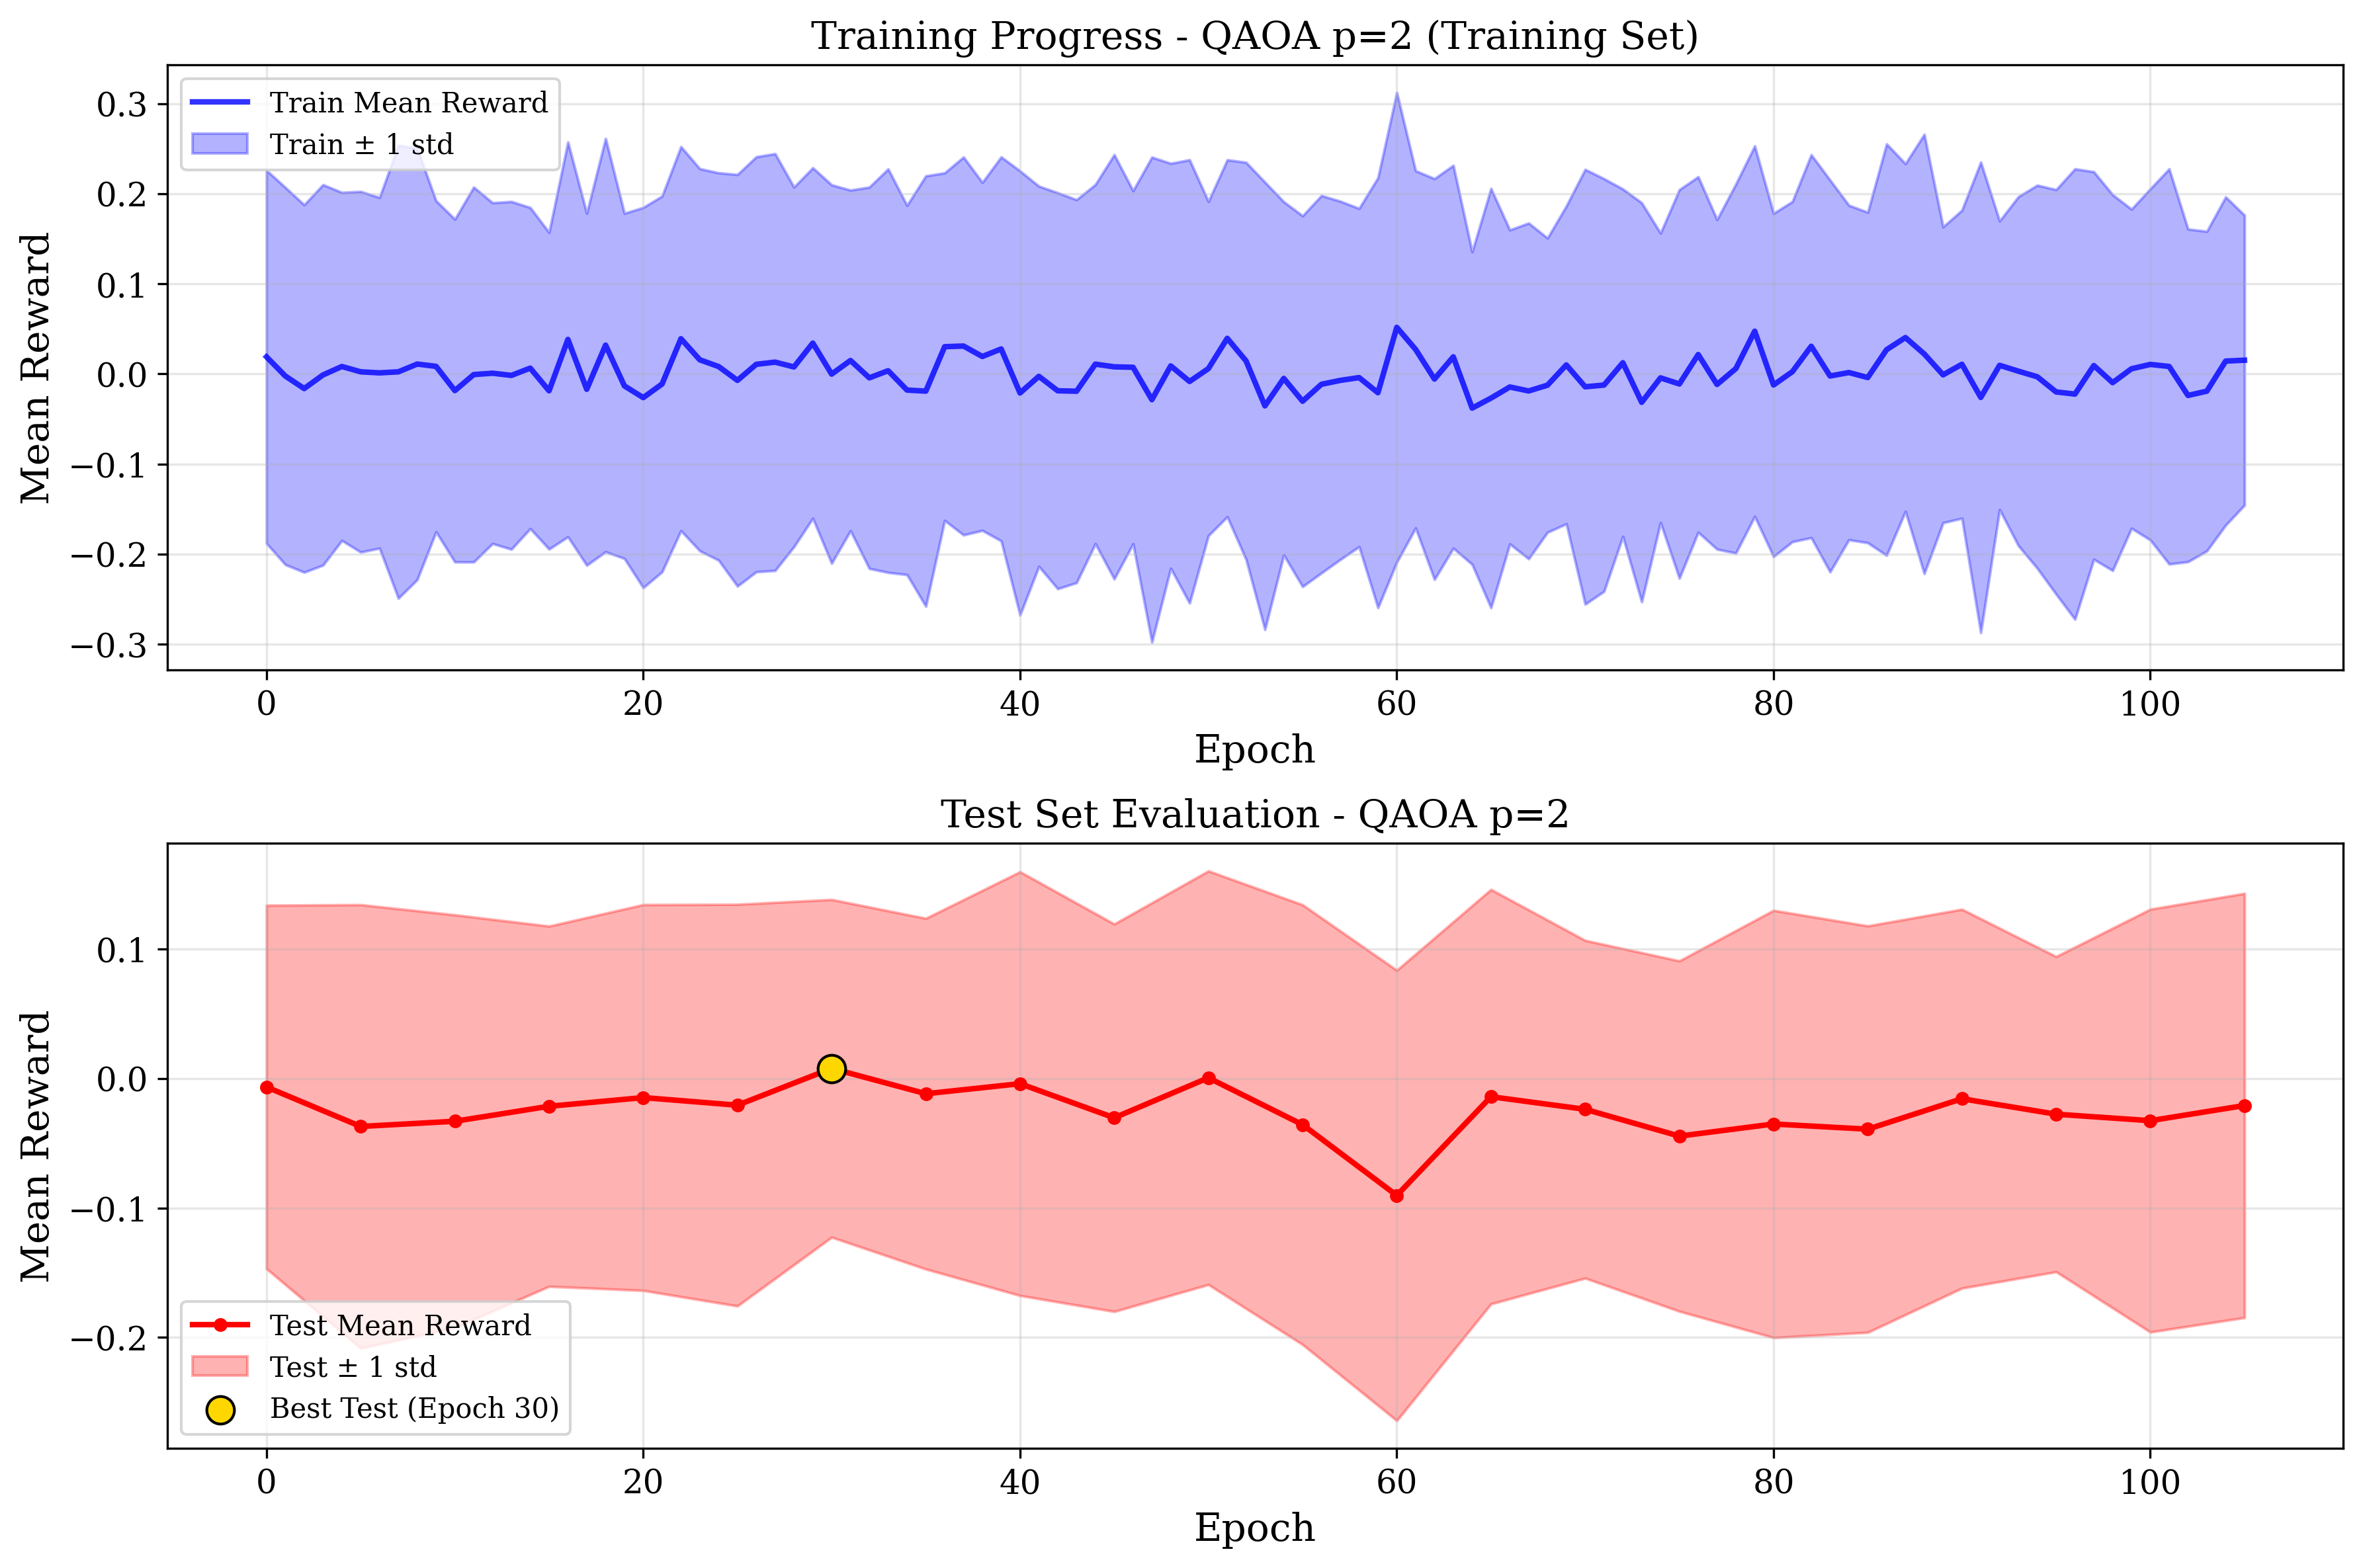 Training Progress - QAOA p=2 (Training Set)
Train Mean Reward
Train ± 1 std
Mean Reward
0.3
0.2
0.1
0.0
−0.1
−0.2
−0.3
0 20 40 60 80 100
Epoch
Test Set Evaluation - QAOA p=2
Mean Reward
0.1
0.0
−0.1
−0.2
Test Mean Reward
Test ± 1 std
Best Test (Epoch 30)
0 20 40 60 80 100
Epoch